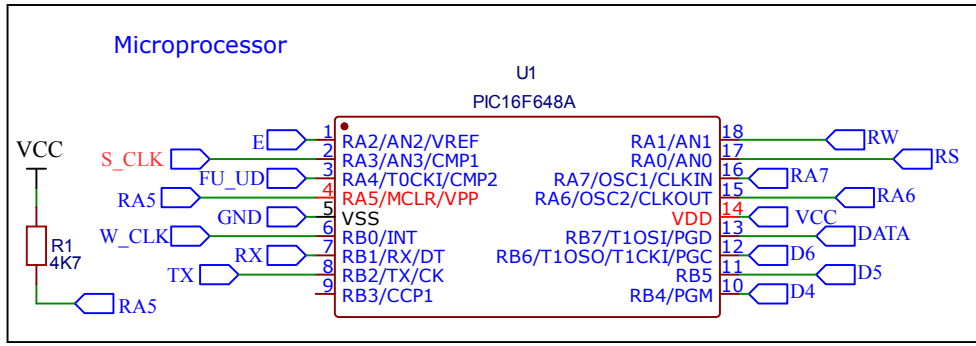 Microprocessor
U1
PIC16F648A
VCC
R1
4K7
RA5
E 1 RA2/AN2/VREF RA1/AN1 18 RW
S_CLK 2 RA3/AN3/CMP1 RA0/AN0 17 RS
FU_UD 3 RA4/T0CKI/CMP2 RA7/OSC1/CLKIN 16 RA7
RA5 4 RA5/MCLR/VPP RA6/OSC2/CLKOUT 15 RA6
GND 5 VSS VDD 14 VCC
W_CLK 6 RB0/INT RB7/T1OSI/PGD 13 DATA
RX 7 RB1/RX/DT RB6/T1OSO/T1CKI/PGC 12 D6
TX 8 RB2/TX/CK RB5 11 D5
9 RB3/CCP1 RB4/PGM 10 D4